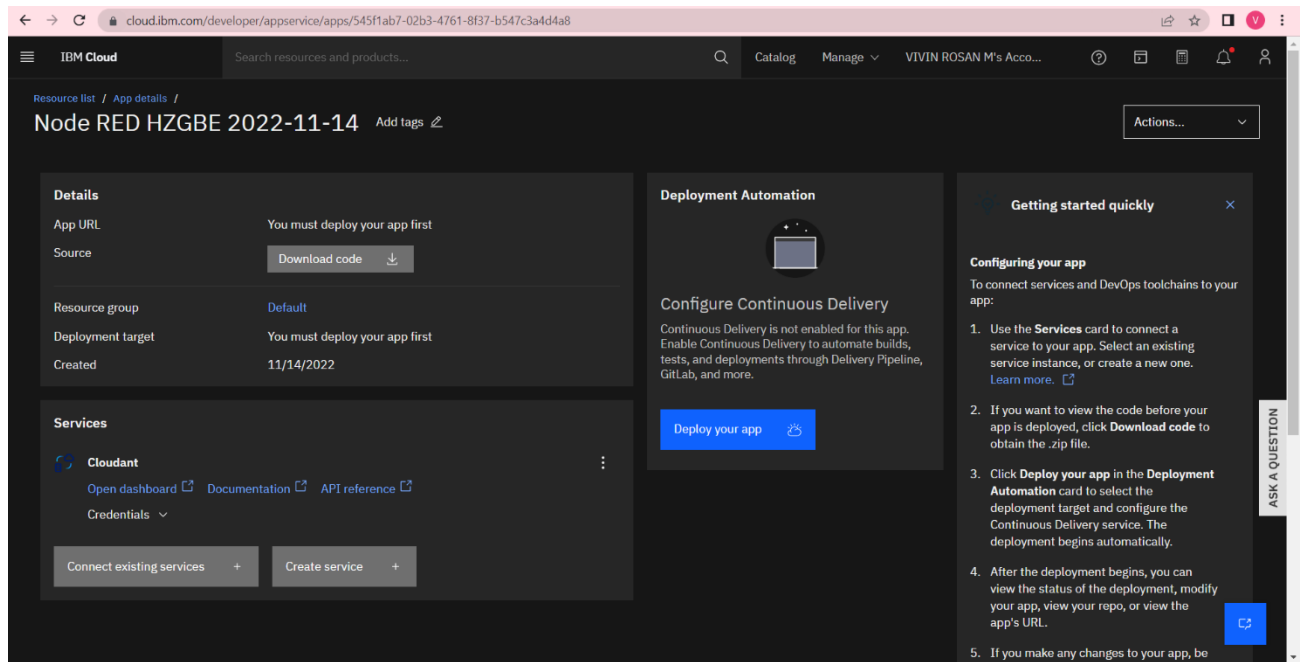 cloud.ibm.com/developer/appservice/apps/545f1ab7-02b3-4761-8f37-b547c3a4d4a8
V
IBM Cloud
Search resources and products...
Catalog
Manage
VIVIN ROSAN M's Acco...
Resource list / App details /
Node RED HZGBE 2022-11-14
Add tags
Actions...
Details
App URL
You must deploy your app first
Source
Download code
Resource group
Default
Deployment target
You must deploy your app first
Created
11/14/2022
Services
Cloudant
Open dashboard
Documentation
API reference
Credentials
Connect existing services +
Create service +
Deployment Automation
Configure Continuous Delivery
Continuous Delivery is not enabled for this app.
Enable Continuous Delivery to automate builds,
tests, and deployments through Delivery Pipeline,
GitLab, and more.
Deploy your app
Getting started quickly
Configuring your app
To connect services and DevOps toolchains to your
app:
1. Use the Services card to connect a
service to your app. Select an existing
service instance, or create a new one.
Learn more.
2. If you want to view the code before your
app is deployed, click Download code to
obtain the .zip file.
3. Click Deploy your app in the Deployment
Automation card to select the
deployment target and configure the
Continuous Delivery service. The
deployment begins automatically.
4. After the deployment begins, you can
view the status of the deployment, modify
your app, view your repo, or view the
app's URL.
5. If you make any changes to your app, be
ASK A QUESTION